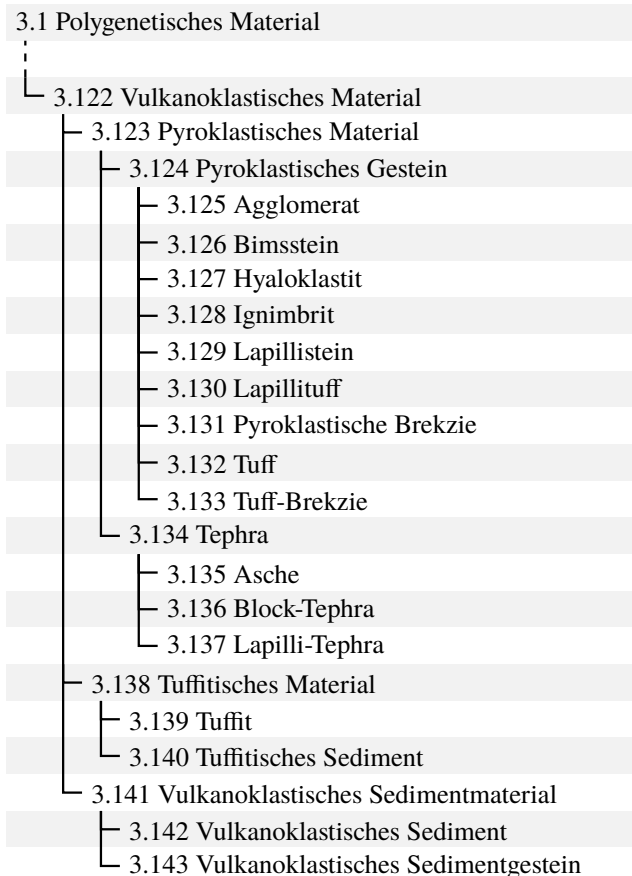 3.1 Polygenetisches Material
3.122 Vulkanoklastisches Material
3.123 Pyroklastisches Material
3.124 Pyroklastisches Gestein
3.125 Agglomerat
3.126 Bimsstein
3.127 Hyaloklastit
3.128 Ignimbrit
3.129 Lapillistein
3.130 Lapillituff
3.131 Pyroklastische Brekzie
3.132 Tuff
3.133 Tuff-Brekzie
3.134 Tephra
3.135 Asche
3.136 Block-Tephra
3.137 Lapilli-Tephra
3.138 Tuffitisches Material
3.139 Tuffit
3.140 Tuffitisches Sediment
3.141 Vulkanoklastisches Sedimentmaterial
3.142 Vulkanoklastisches Sediment
3.143 Vulkanoklastisches Sedimentgestein